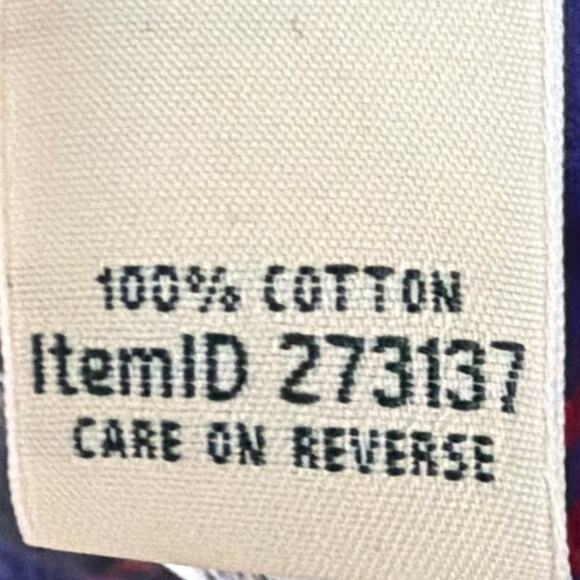 100% COTTON
ItemID 273137
CARE ON REVERSE